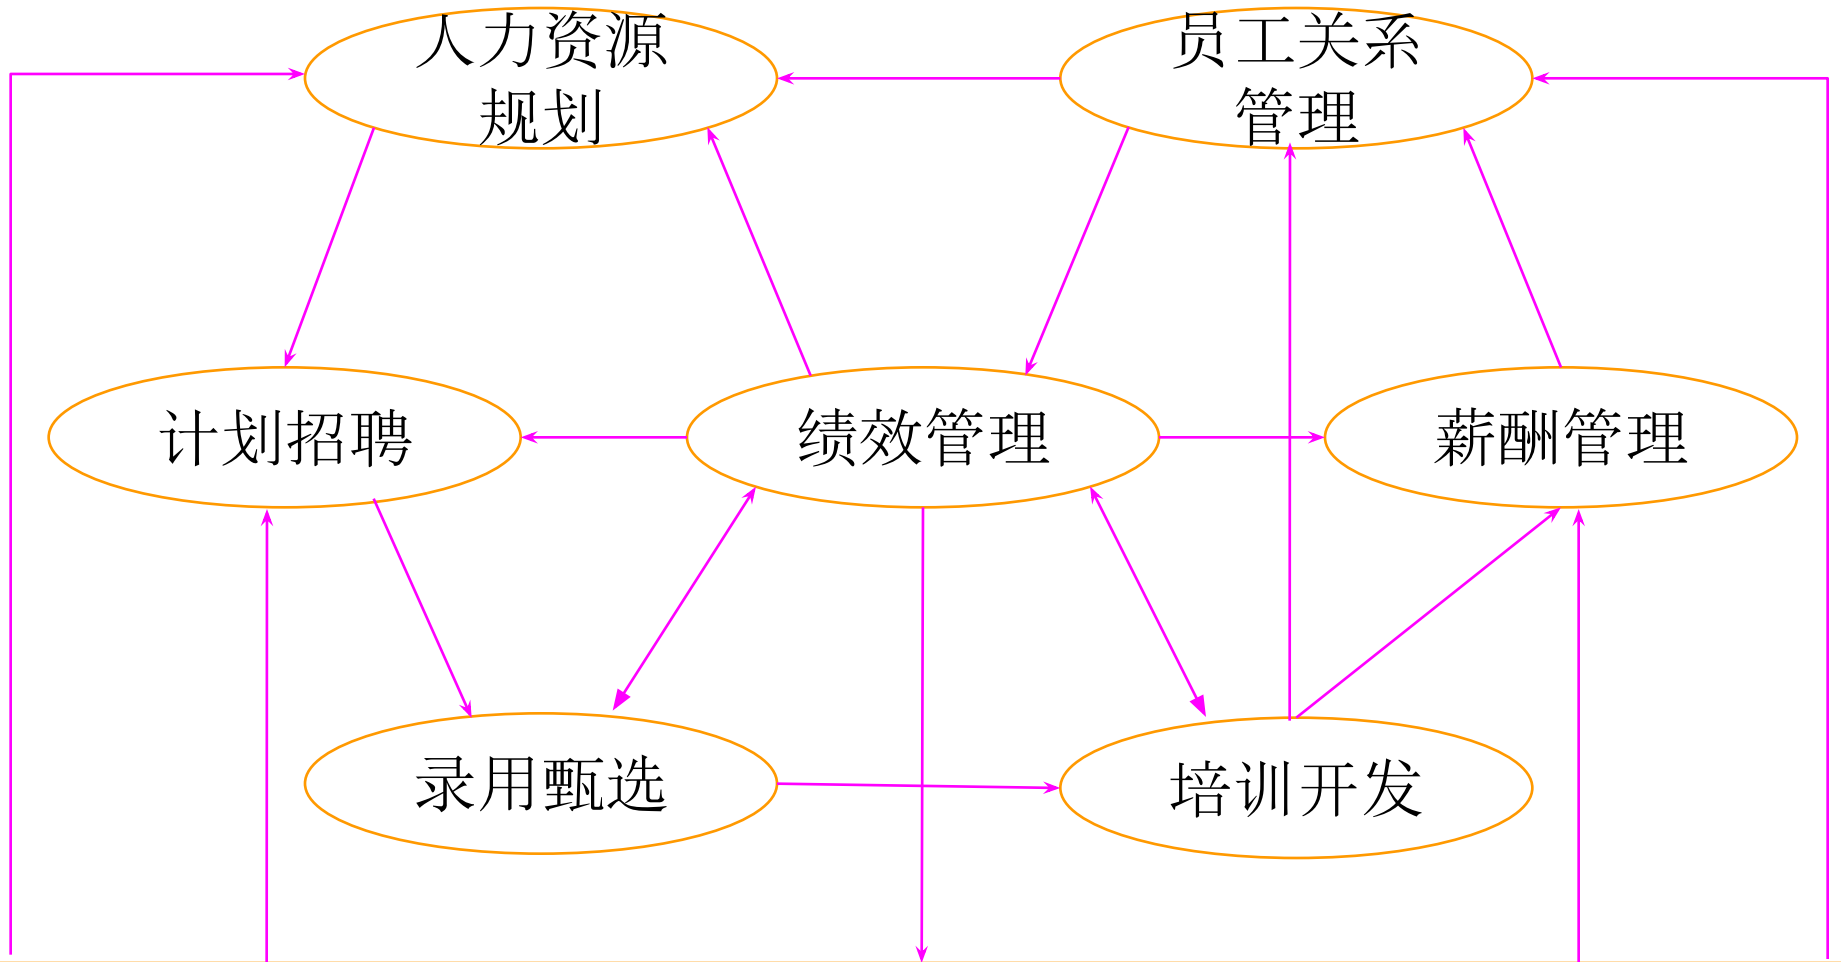 人力资源
规划
员工关系
管理
计划招聘
绩效管理
薪酬管理
录用甄选
培训开发